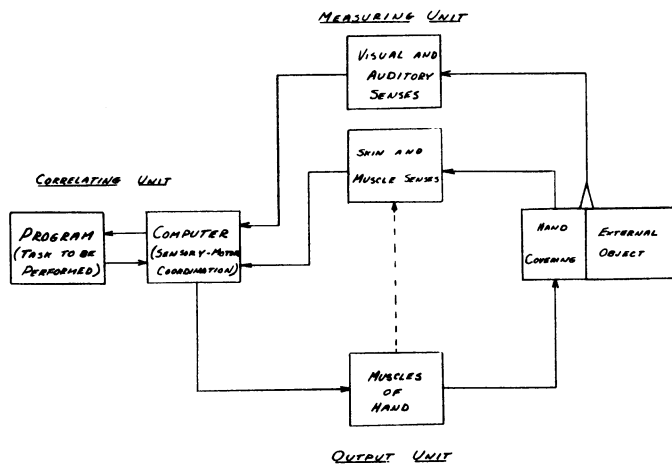 MEASURING UNIT
VISUAL AND
AUDITORY
SENSES
SKIN AND
MUSCLE SENSES
CORRELATING UNIT
PROGRAM
(TASK TO BE
PERFORMED)
COMPUTER
(SENSORY-MOTOR
COORDINATION)
HAND
COVERING
EXTERNAL
OBJECT
MUSCLES
OF
HAND
OUTPUT UNIT